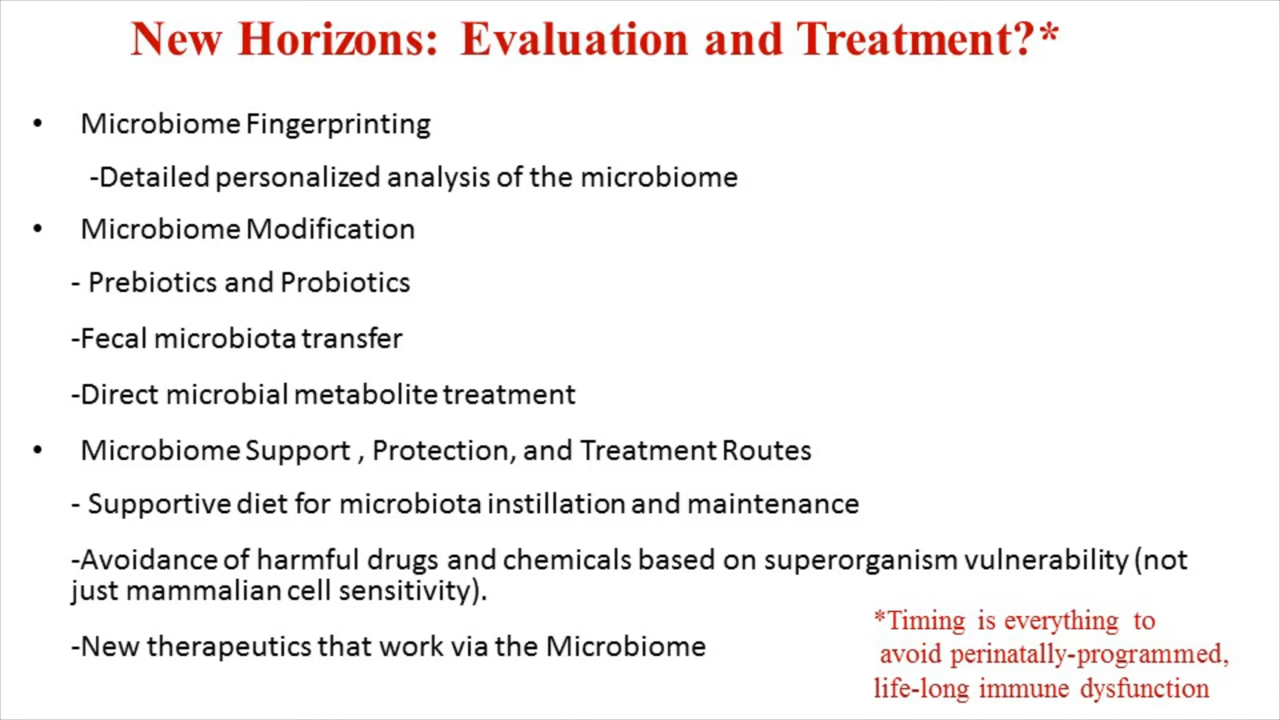 New Horizons: Evaluation and Treatment?*
• Microbiome Fingerprinting
-Detailed personalized analysis of the microbiome
• Microbiome Modification
- Prebiotics and Probiotics
-Fecal microbiota transfer
-Direct microbial metabolite treatment
• Microbiome Support , Protection, and Treatment Routes
- Supportive diet for microbiota instillation and maintenance
-Avoidance of harmful drugs and chemicals based on superorganism vulnerability (not
just mammalian cell sensitivity).
-New therapeutics that work via the Microbiome
*Timing is everything to
avoid perinatally-programmed,
life-long immune dysfunction